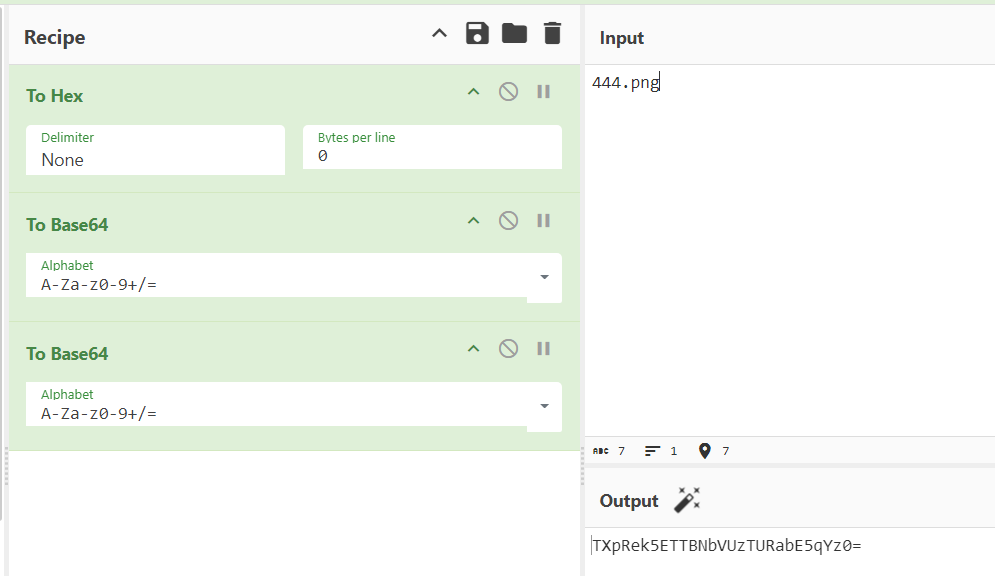 Recipe
To Hex
Delimiter
None
Bytes per line
0
To Base64
Alphabet
A-Za-z0-9+/=
To Base64
Alphabet
A-Za-z0-9+/=
Input
444.png
ABC 7 1 7
Output
TXpRek5ETTBNbVUzTURabE5qYz0=